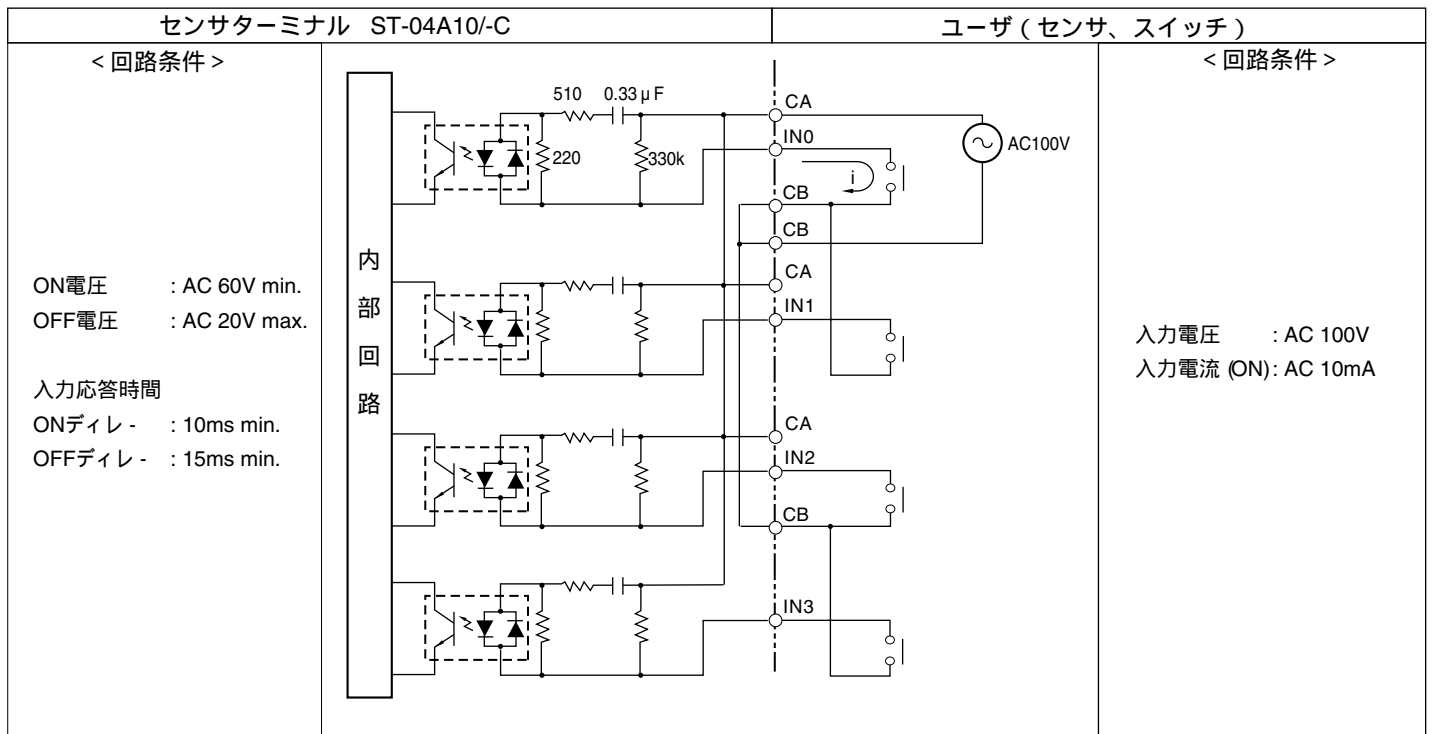 センサターミナル ST-04A10/-C
ユーザ ( センサ、スイッチ )
< 回路条件 >
ON電圧 : AC 60V min.
OFF電圧 : AC 20V max.
入力応答時間
ONディレ - : 10ms min.
OFFディレ - : 15ms min.
内部回路
510 0.33 μ F
220
330k
CA
IN0
i
CB
CB
CA
IN1
CA
IN2
CB
IN3
AC100V
< 回路条件 >
入力電圧 : AC 100V
入力電流 (ON) : AC 10mA